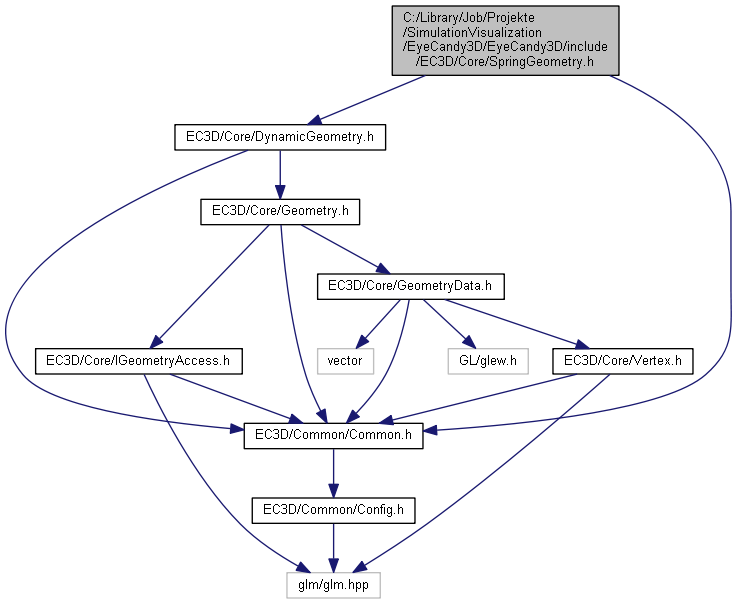 C:/Library/Job/Projekte
/SimulationVisualization
/EyeCandy3D/EyeCandy3D/include
/EC3D/Core/SpringGeometry.h
EC3D/Core/DynamicGeometry.h
EC3D/Core/Geometry.h
EC3D/Core/GeometryData.h
EC3D/Core/IGeometryAccess.h
vector
GL/glew.h
EC3D/Core/Vertex.h
EC3D/Common/Common.h
EC3D/Common/Config.h
glm/glm.hpp